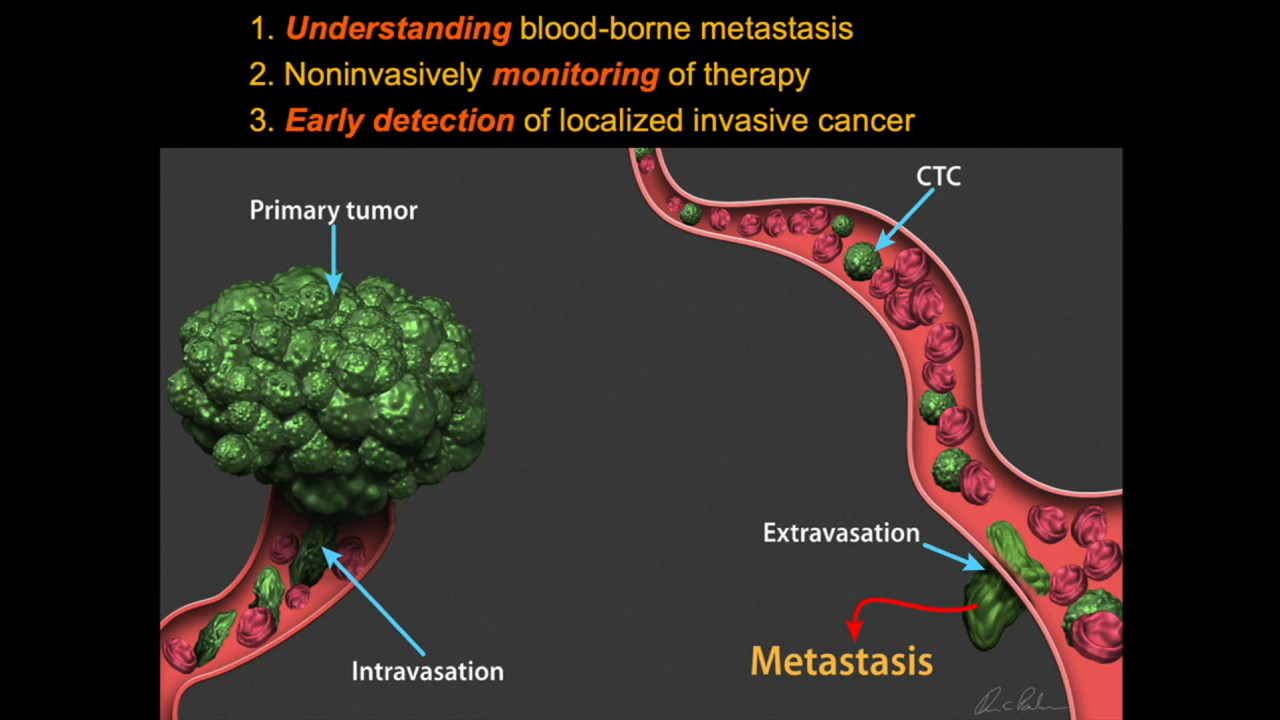 1. Understanding blood-borne metastasis
2. Noninvasively monitoring of therapy
3. Early detection of localized invasive cancer
CTC
Primary tumor
Extravasation
Metastasis
Intravasation